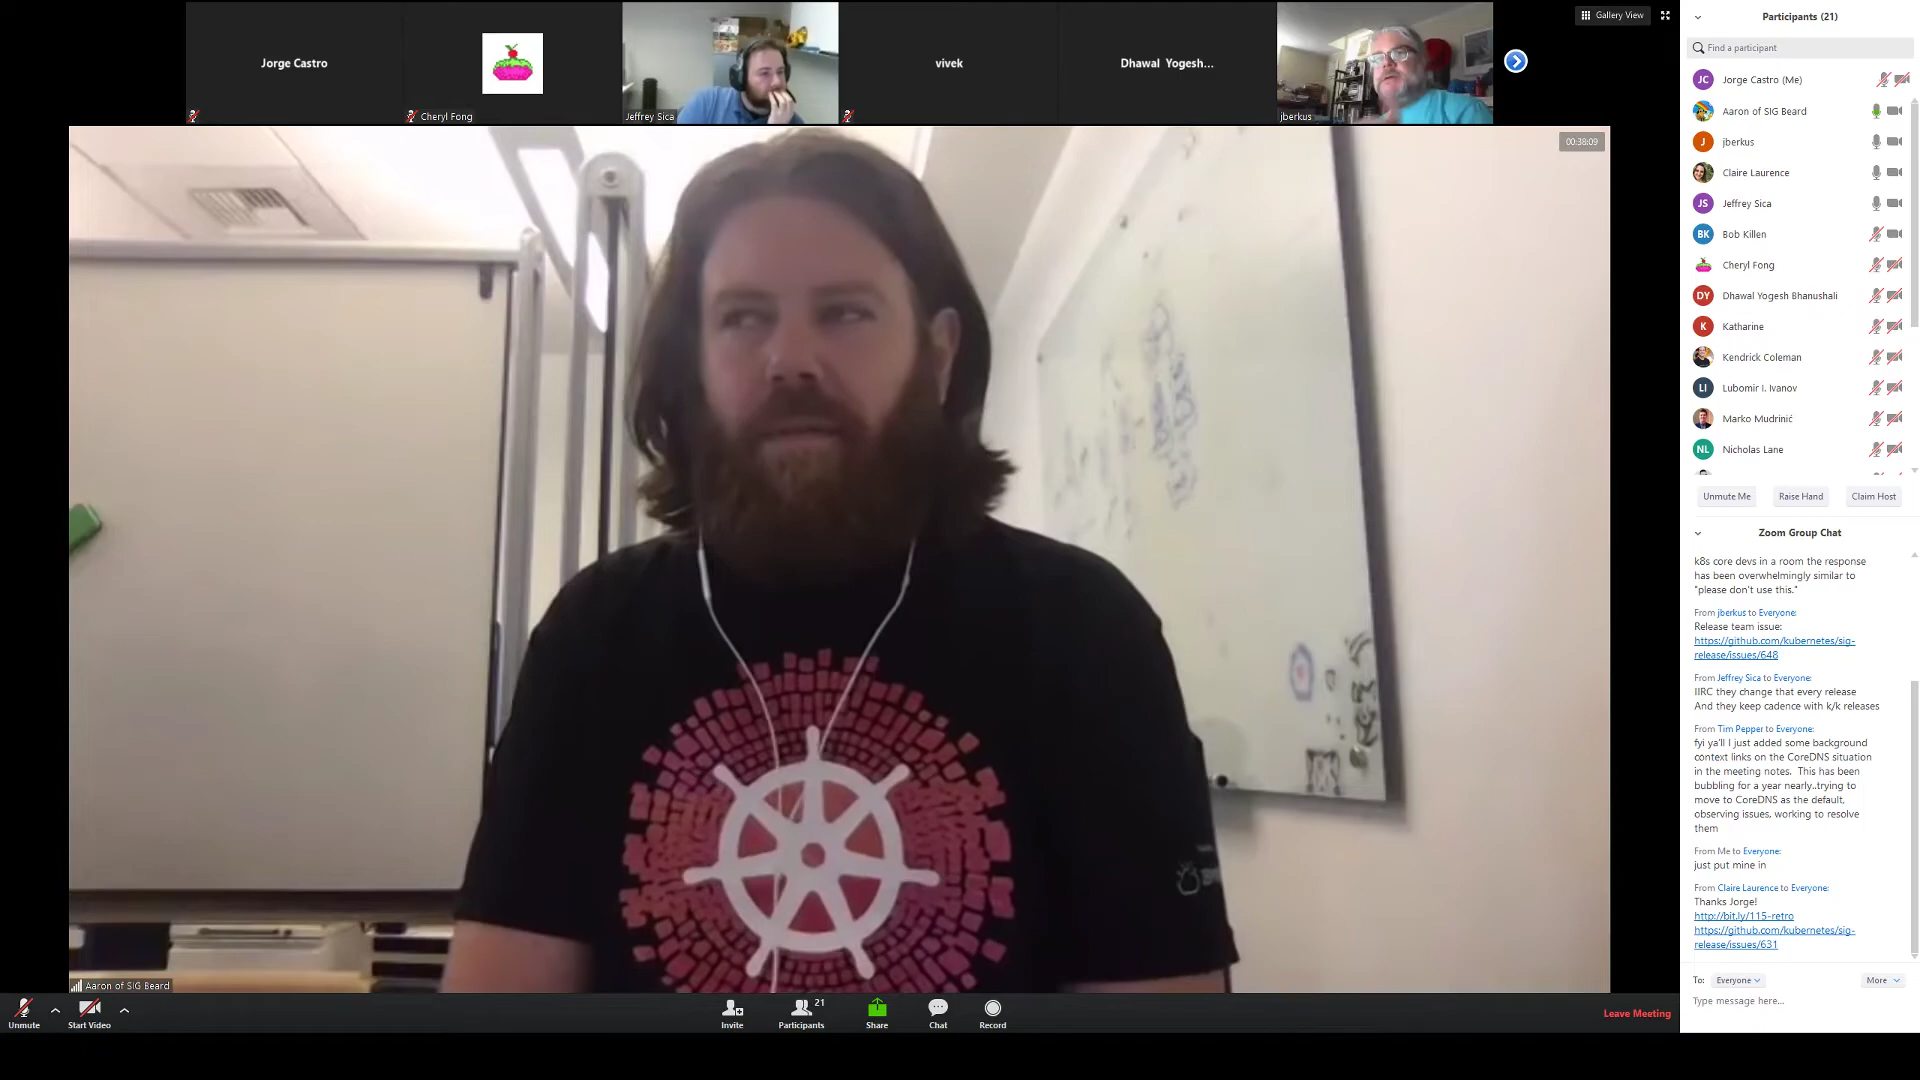 Jorge Castro
Cheryl Fong
Jeffrey Sica
vivek
Dhawal Yogesh...
jberkus
Gallery View
00:38:09
Aaron of SIG Beard
Unmute
Start Video
Invite
Participants
21
Share
Chat
Record
Leave Meeting
Participants (21)
Find a participant
JC Jorge Castro (Me)
Aaron of SIG Beard
J jberkus
Claire Laurence
JS Jeffrey Sica
BK Bob Killen
Cheryl Fong
DY Dhawal Yogesh Bhanushali
K Katharine
Kendrick Coleman
LI Lubomir I. Ivanov
Marko Mudrinić
NL Nicholas Lane
Unmute Me
Raise Hand
Claim Host
Zoom Group Chat
k8s core devs in a room the response
has been overwhelmingly similar to
"please don't use this."
From jberkus to Everyone:
Release team issue:
https://github.com/kubernetes/sig-
release/issues/648
From Jeffrey Sica to Everyone:
IIRC they change that every release
And they keep cadence with k/k releases
From Tim Pepper to Everyone:
fyi ya'll I just added some background
context links on the CoreDNS situation
in the meeting notes. This has been
bubbling for a year nearly..trying to
move to CoreDNS as the default,
observing issues, working to resolve
them
From Me to Everyone:
just put mine in
From Claire Laurence to Everyone:
Thanks Jorge!
http://bit.ly/115-retro
https://github.com/kubernetes/sig-
release/issues/631
To: Everyone
More
Type message here...